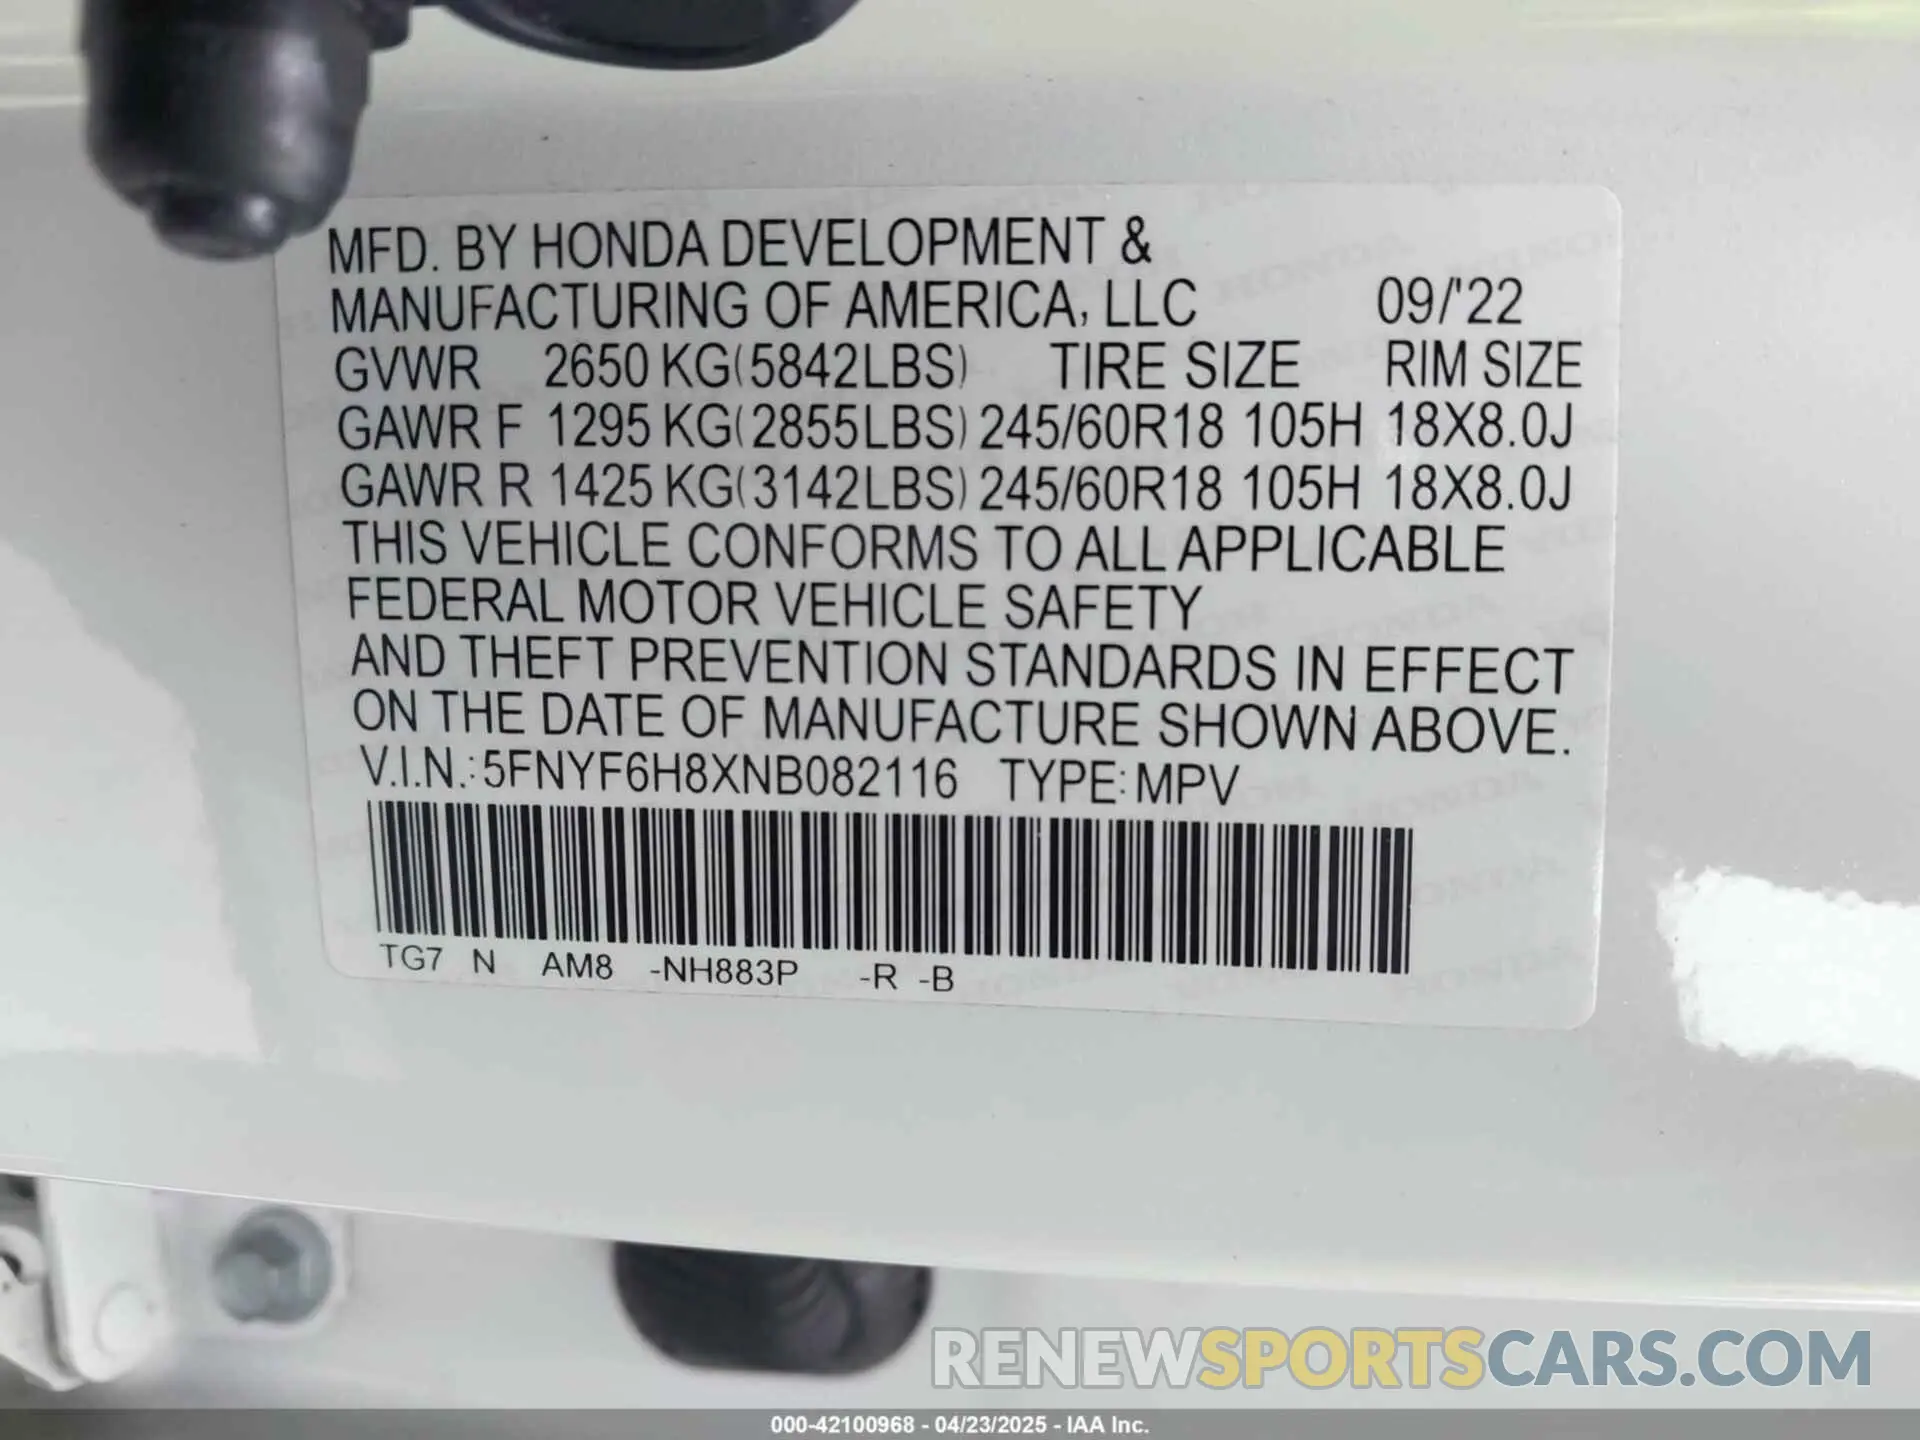 MFD. BY HONDA DEVELOPMENT &
MANUFACTURING OF AMERICA, LLC 09/'22
GVWR 2650 KG(5842LBS) TIRE SIZE RIM SIZE
GAWR F 1295 KG(2855LBS) 245/60R18 105H 18X8.0J
GAWR R 1425 KG(3142LBS) 245/60R18 105H 18X8.0J
THIS VEHICLE CONFORMS TO ALL APPLICABLE
FEDERAL MOTOR VEHICLE SAFETY
AND THEFT PREVENTION STANDARDS IN EFFECT
ON THE DATE OF MANUFACTURE SHOWN ABOVE.
V.I.N.:5FNYF6H8XNB082116 TYPE:MPV
TG7 N AM8 -NH883P -R -B
RENEWSPORTSCARS.COM
000-42100968 - 04/23/2025 - IAA Inc.